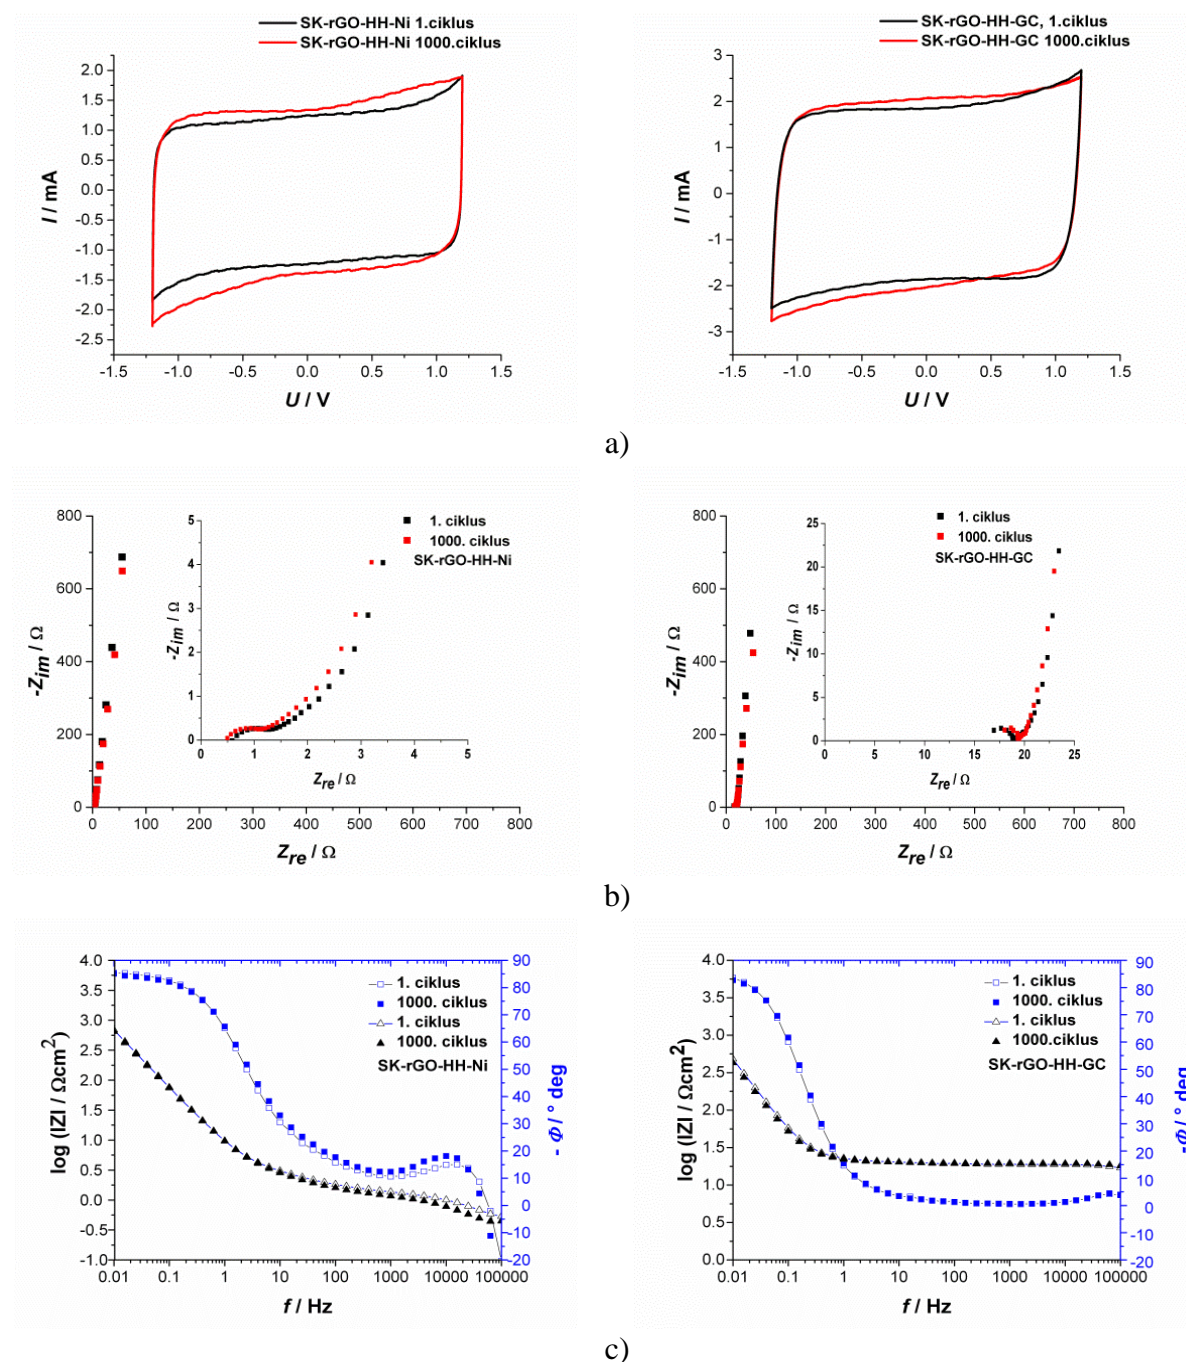 SK-rGO-HH-Ni 1.ciklus
SK-rGO-HH-Ni 1000.ciklus
2.0
1.5
1.0
0.5
0.0
-0.5
-1.0
-1.5
-2.0
-2.5
I / mA
-1.5 -1.0 -0.5 0.0 0.5 1.0 1.5
U / V
SK-rGO-HH-GC, 1.ciklus
SK-rGO-HH-GC 1000.ciklus
3
2
1
0
-1
-2
-3
I / mA
-1.5 -1.0 -0.5 0.0 0.5 1.0 1.5
U / V
a)
800
600
400
200
0
-Zim / Ω
0 100 200 300 400 500 600 700 800
Zre / Ω
5
4
3
2
1
0
-Zim / Ω
0 1 2 3 4 5
Zre / Ω
1. ciklus
1000. ciklus
SK-rGO-HH-Ni
800
600
400
200
0
-Zim / Ω
0 100 200 300 400 500 600 700 800
Zre / Ω
25
20
15
10
5
0
-Zim / Ω
0 5 10 15 20 25
Zre / Ω
1. ciklus
1000. ciklus
SK-rGO-HH-GC
b)
4.0
3.5
3.0
2.5
2.0
1.5
1.0
0.5
0.0
-0.5
-1.0
log (IZI / Ωcm²)
0.01 0.1 1 10 100 1000 10000 100000
f / Hz
90
80
70
60
50
40
30
20
10
0
-10
-20
-Φ / ° deg
1. ciklus
1000. ciklus
1. ciklus
1000. ciklus
SK-rGO-HH-Ni
4.0
3.5
3.0
2.5
2.0
1.5
1.0
0.5
0.0
log (IZI / Ωcm²)
0.01 0.1 1 10 100 1000 10000 100000
f / Hz
90
80
70
60
50
40
30
20
10
0
-10
-20
-Φ / ° deg
1. ciklus
1000. ciklus
1. ciklus
1000.ciklus
SK-rGO-HH-GC
c)